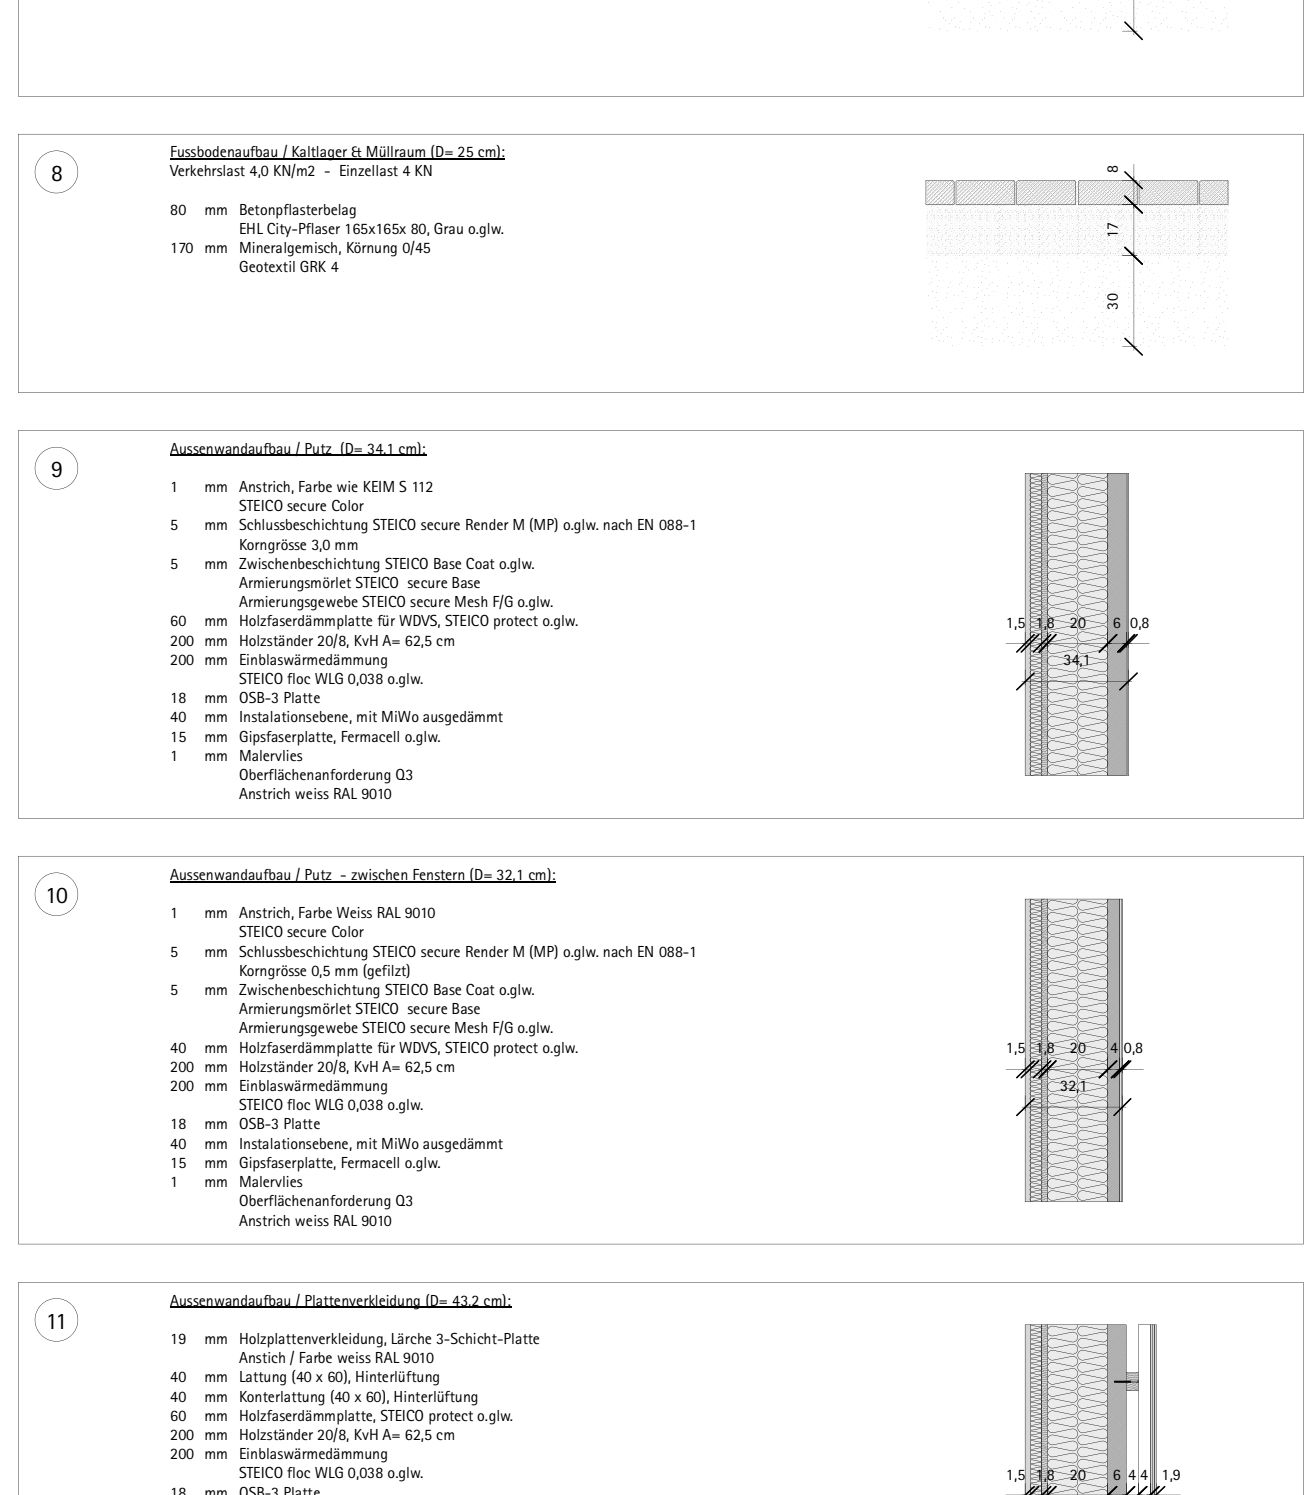 8
Fussbodenaufbau / Kaltlager & Müllraum (D= 25 cm):
Verkehrslast 4,0 KN/m2 - Einzellast 4 KN
80 mm Betonpflasterbelag
EHL City-Pflaser 165x165x 80, Grau o.glw.
170 mm Mineralgemisch, Körnung 0/45
Geotextil GRK 4
8
17
30
9
Aussenwandaufbau / Putz (D= 34,1 cm):
1 mm Anstrich, Farbe wie KEIM S 112
STEICO secure Color
5 mm Schlussbeschichtung STEICO secure Render M (MP) o.glw. nach EN 088-1
Korngrösse 3,0 mm
5 mm Zwischenbeschichtung STEICO Base Coat o.glw.
Armierungsmörlet STEICO secure Base
Armierungsgewebe STEICO secure Mesh F/G o.glw.
60 mm Holzfaserdämmplatte für WDVS, STEICO protect o.glw.
200 mm Holzständer 20/8, KvH A= 62,5 cm
200 mm Einblaswärmedämmung
STEICO floc WLG 0,038 o.glw.
18 mm OSB-3 Platte
40 mm Instalationsebene, mit MiWo ausgedämmt
15 mm Gipsfaserplatte, Fermacell o.glw.
1 mm Malervlies
Oberflächenanforderung Q3
Anstrich weiss RAL 9010
1,5 1,8 20 6 0,8
34,1
10
Aussenwandaufbau / Putz - zwischen Fenstern (D= 32,1 cm):
1 mm Anstrich, Farbe Weiss RAL 9010
STEICO secure Color
5 mm Schlussbeschichtung STEICO secure Render M (MP) o.glw. nach EN 088-1
Korngrösse 0,5 mm (gefilzt)
5 mm Zwischenbeschichtung STEICO Base Coat o.glw.
Armierungsmörlet STEICO secure Base
Armierungsgewebe STEICO secure Mesh F/G o.glw.
40 mm Holzfaserdämmplatte für WDVS, STEICO protect o.glw.
200 mm Holzständer 20/8, KvH A= 62,5 cm
200 mm Einblaswärmedämmung
STEICO floc WLG 0,038 o.glw.
18 mm OSB-3 Platte
40 mm Instalationsebene, mit MiWo ausgedämmt
15 mm Gipsfaserplatte, Fermacell o.glw.
1 mm Malervlies
Oberflächenanforderung Q3
Anstrich weiss RAL 9010
1,5 1,8 20 4 0,8
32,1
11
Aussenwandaufbau / Plattenverkleidung (D= 43,2 cm):
19 mm Holzplattenverkleidung, Lärche 3-Schicht-Platte
Anstich / Farbe weiss RAL 9010
40 mm Lattung (40 x 60), Hinterlüftung
40 mm Konterlattung (40 x 60), Hinterlüftung
60 mm Holzfaserdämmplatte, STEICO protect o.glw.
200 mm Holzständer 20/8, KvH A= 62,5 cm
200 mm Einblaswärmedämmung
STEICO floc WLG 0,038 o.glw.
18 mm OSB-3 Platte
1,5 1,8 20 6 4 4 1,9